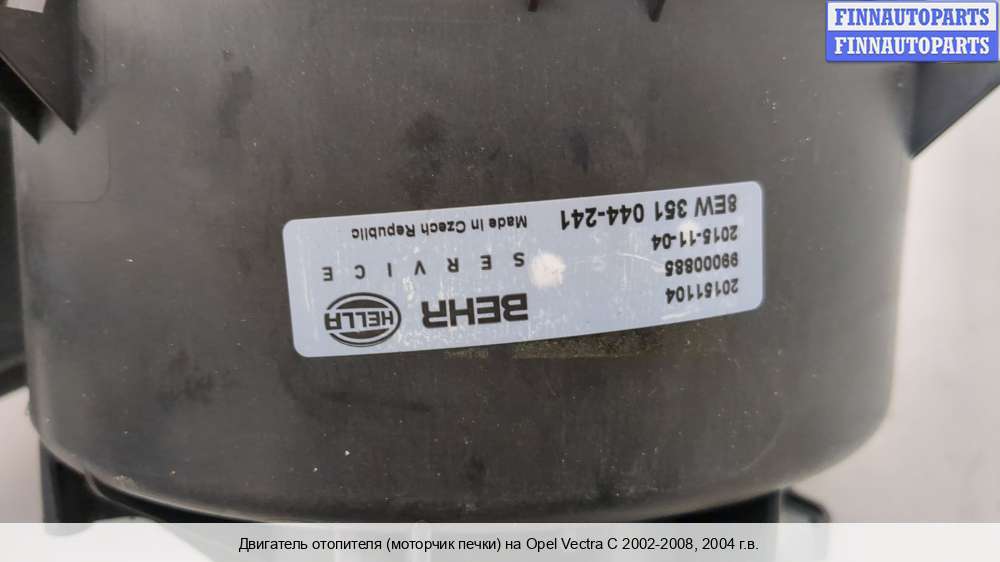 FINNAUTOPARTS
FINNAUTOPARTS
20151104
99000885
2015-11-04
8EW 351 044-241
BEHR HELLA
SERVICE
Made in Czech Republic
Двигатель отопителя (моторчик печки) на Opel Vectra C 2002-2008, 2004 г.в.